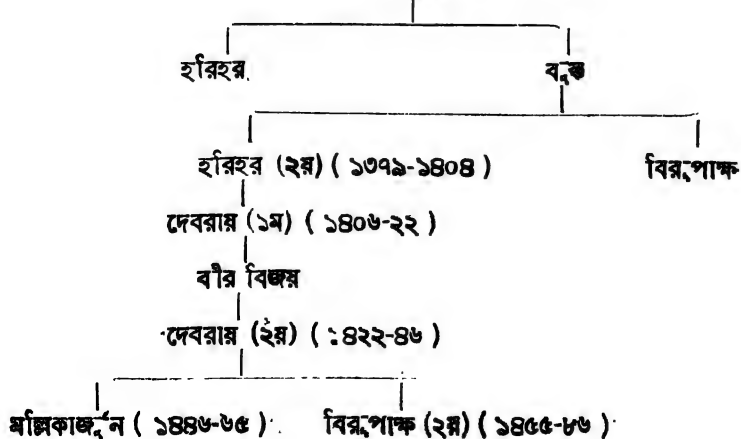 হরিহর বুক্ক
হরিহর (২য়) ( ১৩৭৯-১৪০৪ ) বিরূপাক্ষ
দেবরায় (১ম) ( ১৪০৬-২২ )
বীর বিজয়
দেবরায় (২য়) ( ১৪২২-৪৬ )
মল্লিকার্জুন ( ১৪৪৬-৬৫ ) বিরূপাক্ষ (২য়) ( ১৪৫৫-৮৬ )